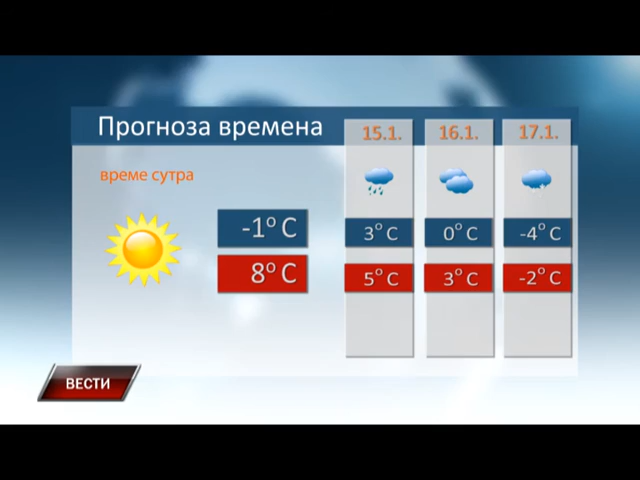 Прогноза времена
време сутра
-1° C
8° C
15.1.
3° C
5° C
16.1.
0° C
3° C
17.1.
-4° C
-2° C
ВЕСТИ